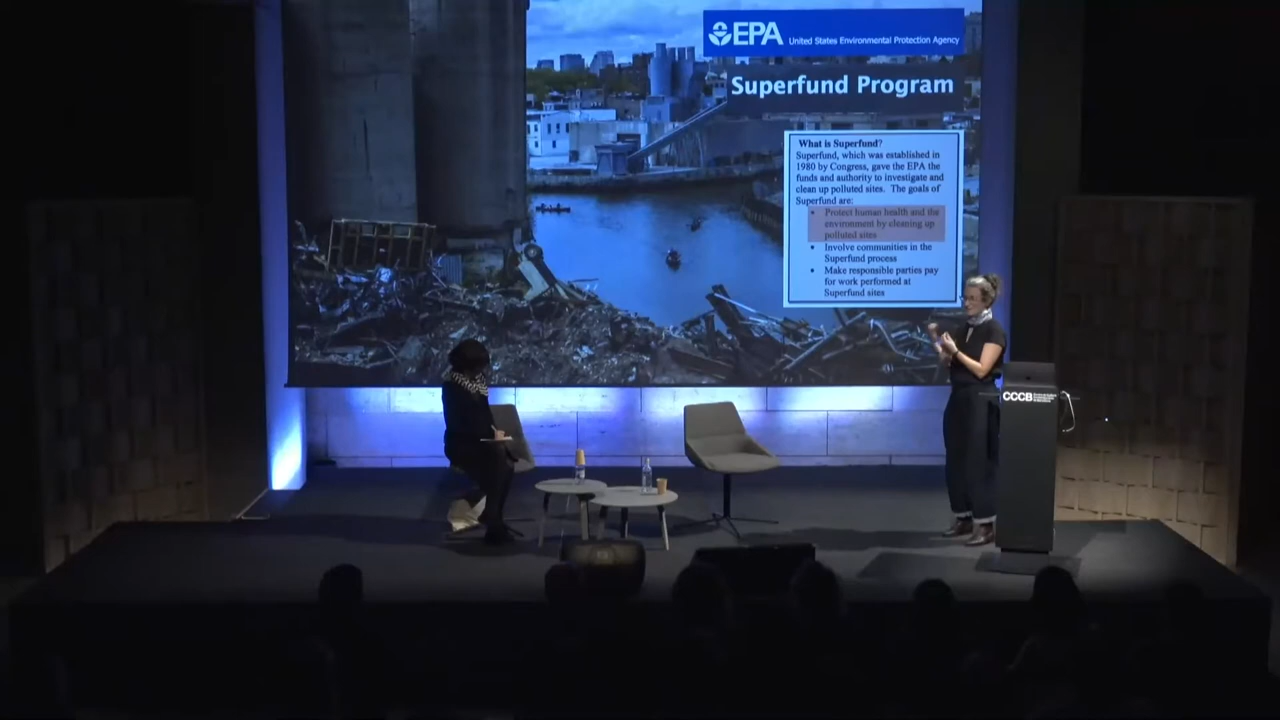 EPA United States Environmental Protection Agency
Superfund Program
What is Superfund?
Superfund, which was established in
1980 by Congress, gave the EPA the
funds and authority to investigate and
clean up polluted sites. The goals of
Superfund are:
• Protect human health and the
environment by cleaning up
polluted sites
• Involve communities in the
Superfund process
• Make responsible parties pay
for work performed at
Superfund sites
CCCB